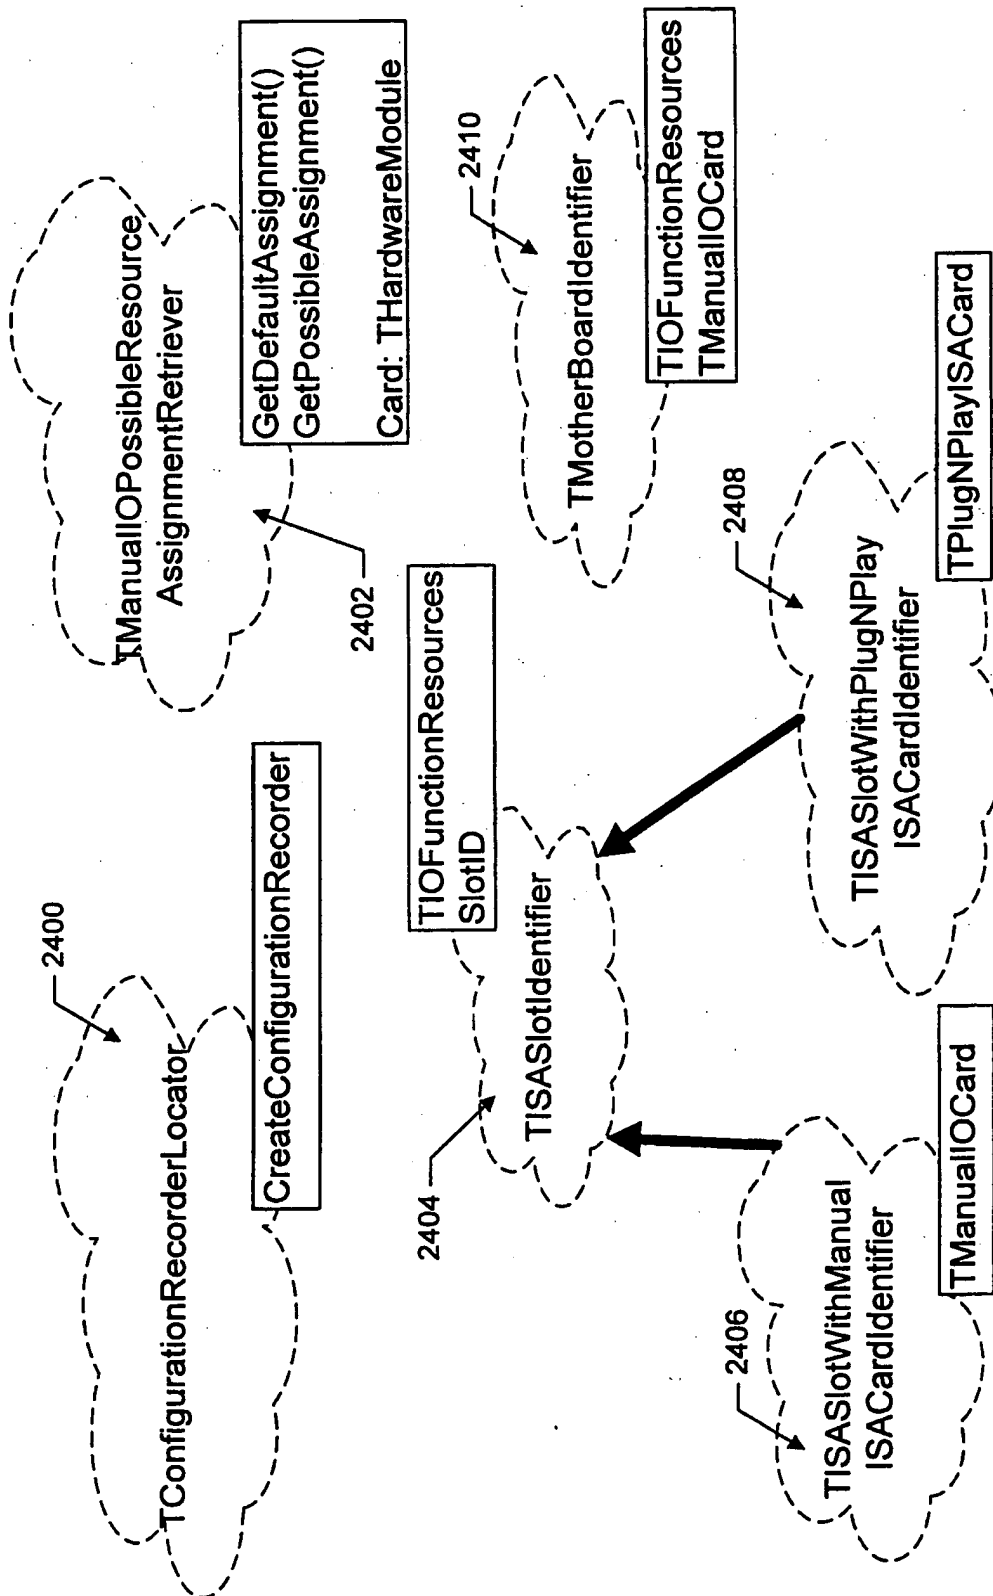 2400
TConfigurationRecorderLocator
CreateConfigurationRecorder
TManualIOPossibleResource
AssignmentRetriever
GetDefaultAssignment()
GetPossibleAssignment()
Card: THardwareModule
2402
2404
TISASlotIdentifier
TIOFunctionResources
SlotID
2410
TMotherBoardIdentifier
TIOFunctionResources
TManualIOCard
2406
TISASlotWithManual
ISACardIdentifier
TManualIOCard
2408
TISASlotWithPlugNPlay
ISACardIdentifier
TPlugNPlayISACard